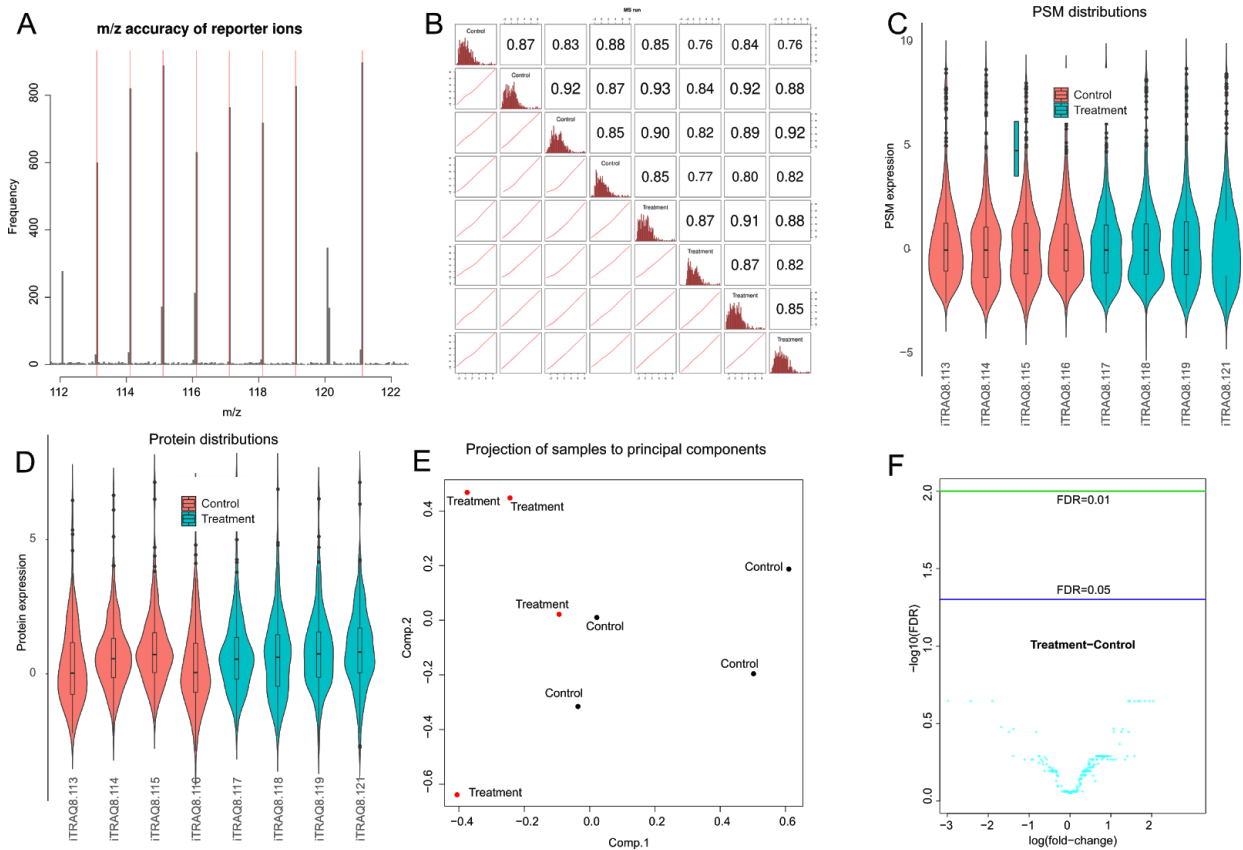 A
m/z accuracy of reporter ions
Frequency
800
600
400
200
0
112
114
116
118
120
122
m/z
B
MS run
Control
0.87
0.83
0.88
0.85
0.76
0.84
0.76
Control
0.92
0.87
0.93
0.84
0.92
0.88
Control
0.85
0.90
0.82
0.89
0.92
Control
0.85
0.77
0.80
0.82
Treatment
0.87
0.91
0.88
Treatment
0.87
0.82
Treatment
0.85
Treatment
C
PSM distributions
PSM expression
10
5
0
−5
Control
Treatment
iTRAQ8.113
iTRAQ8.114
iTRAQ8.115
iTRAQ8.116
iTRAQ8.117
iTRAQ8.118
iTRAQ8.119
iTRAQ8.121
D
Protein distributions
Protein expression
5
0
Control
Treatment
iTRAQ8.113
iTRAQ8.114
iTRAQ8.115
iTRAQ8.116
iTRAQ8.117
iTRAQ8.118
iTRAQ8.119
iTRAQ8.121
E
Projection of samples to principal components
Comp.2
0.4
0.2
0.0
−0.2
−0.4
−0.6
Treatment
Treatment
Control
Treatment
Control
Control
Control
Treatment
−0.4
−0.2
0.0
0.2
0.4
0.6
Comp.1
F
−log10(FDR)
2.0
1.5
1.0
0.5
0.0
FDR=0.01
FDR=0.05
Treatment−Control
−3
−2
−1
0
1
2
log(fold−change)